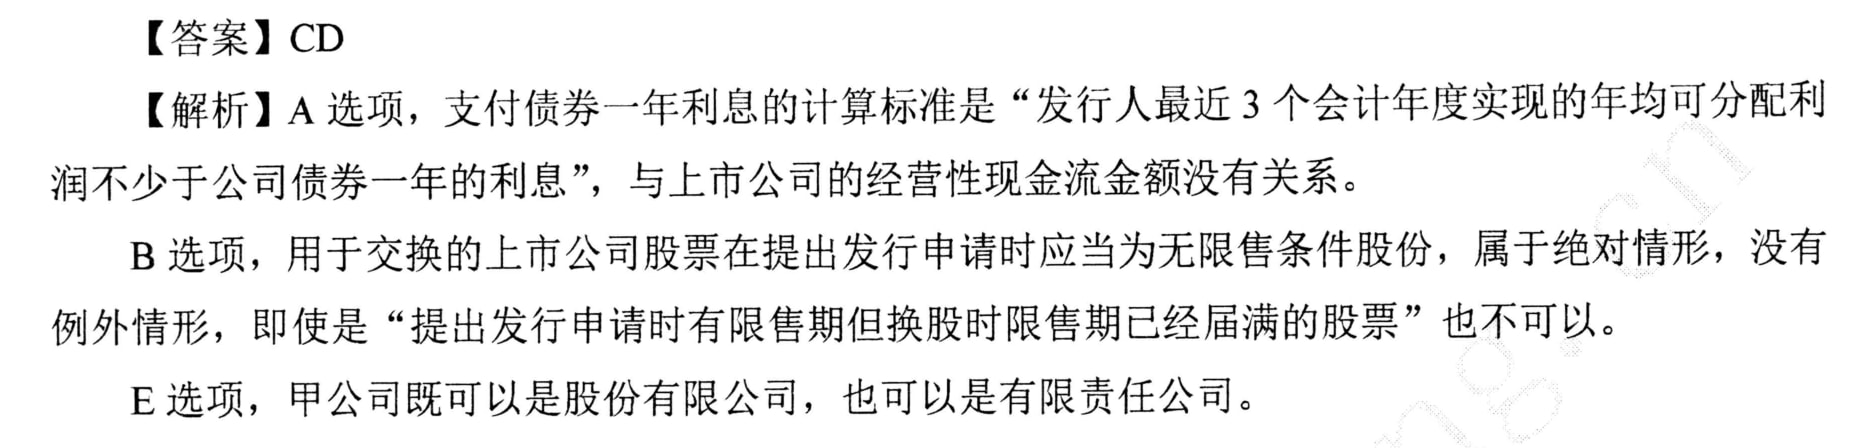 【答案】CD
【解析】A 选项，支付债券一年利息的计算标准是“发行人最近 3 个会计年度实现的年均可分配利
润不少于公司债券一年的利息”，与上市公司的经营性现金流金额没有关系。
B 选项，用于交换的上市公司股票在提出发行申请时应当为无限售条件股份，属于绝对情形，没有
例外情形，即使是“提出发行申请时有限售期但换股时限售期已经届满的股票”也不可以。
E 选项，甲公司既可以是股份有限公司，也可以是有限责任公司。